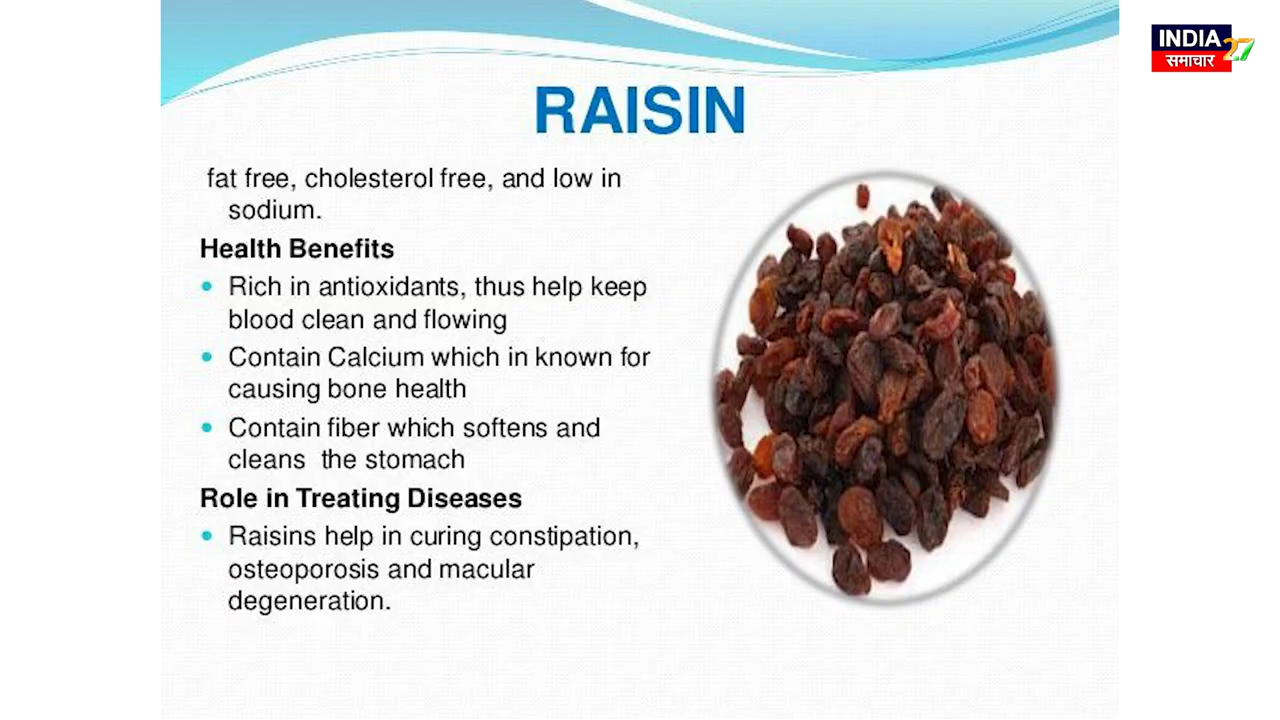 INDIA 27
समाचार
RAISIN
fat free, cholesterol free, and low in
sodium.
Health Benefits
• Rich in antioxidants, thus help keep
blood clean and flowing
• Contain Calcium which in known for
causing bone health
• Contain fiber which softens and
cleans the stomach
Role in Treating Diseases
• Raisins help in curing constipation,
osteoporosis and macular
degeneration.